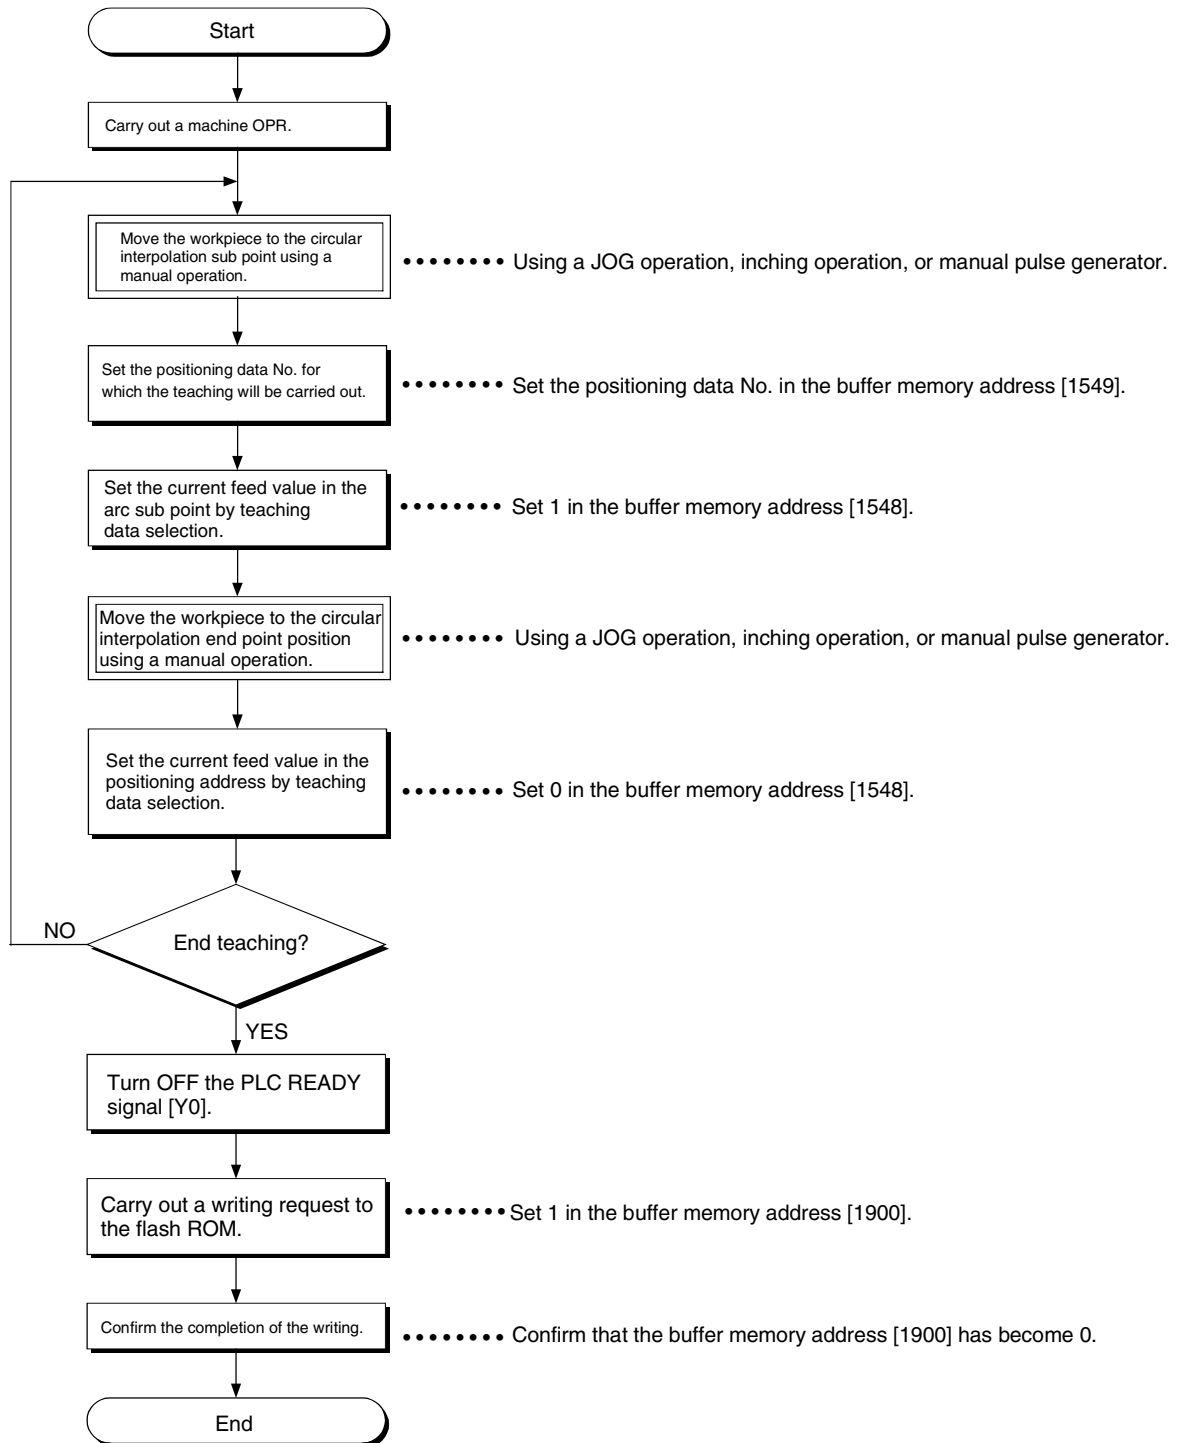 Start
Carry out a machine OPR.
Move the workpiece to the circular
interpolation sub point using a
manual operation.
•••••••• Using a JOG operation, inching operation, or manual pulse generator.
Set the positioning data No. for
which the teaching will be carried out.
•••••••• Set the positioning data No. in the buffer memory address [1549].
Set the current feed value in the
arc sub point by teaching
data selection.
•••••••• Set 1 in the buffer memory address [1548].
Move the workpiece to the circular
interpolation end point position
using a manual operation.
•••••••• Using a JOG operation, inching operation, or manual pulse generator.
Set the current feed value in the
positioning address by teaching
data selection.
•••••••• Set 0 in the buffer memory address [1548].
NO
End teaching?
YES
Turn OFF the PLC READY
signal [Y0].
Carry out a writing request to
the flash ROM.
•••••••• Set 1 in the buffer memory address [1900].
Confirm the completion of the writing.
•••••••• Confirm that the buffer memory address [1900] has become 0.
End